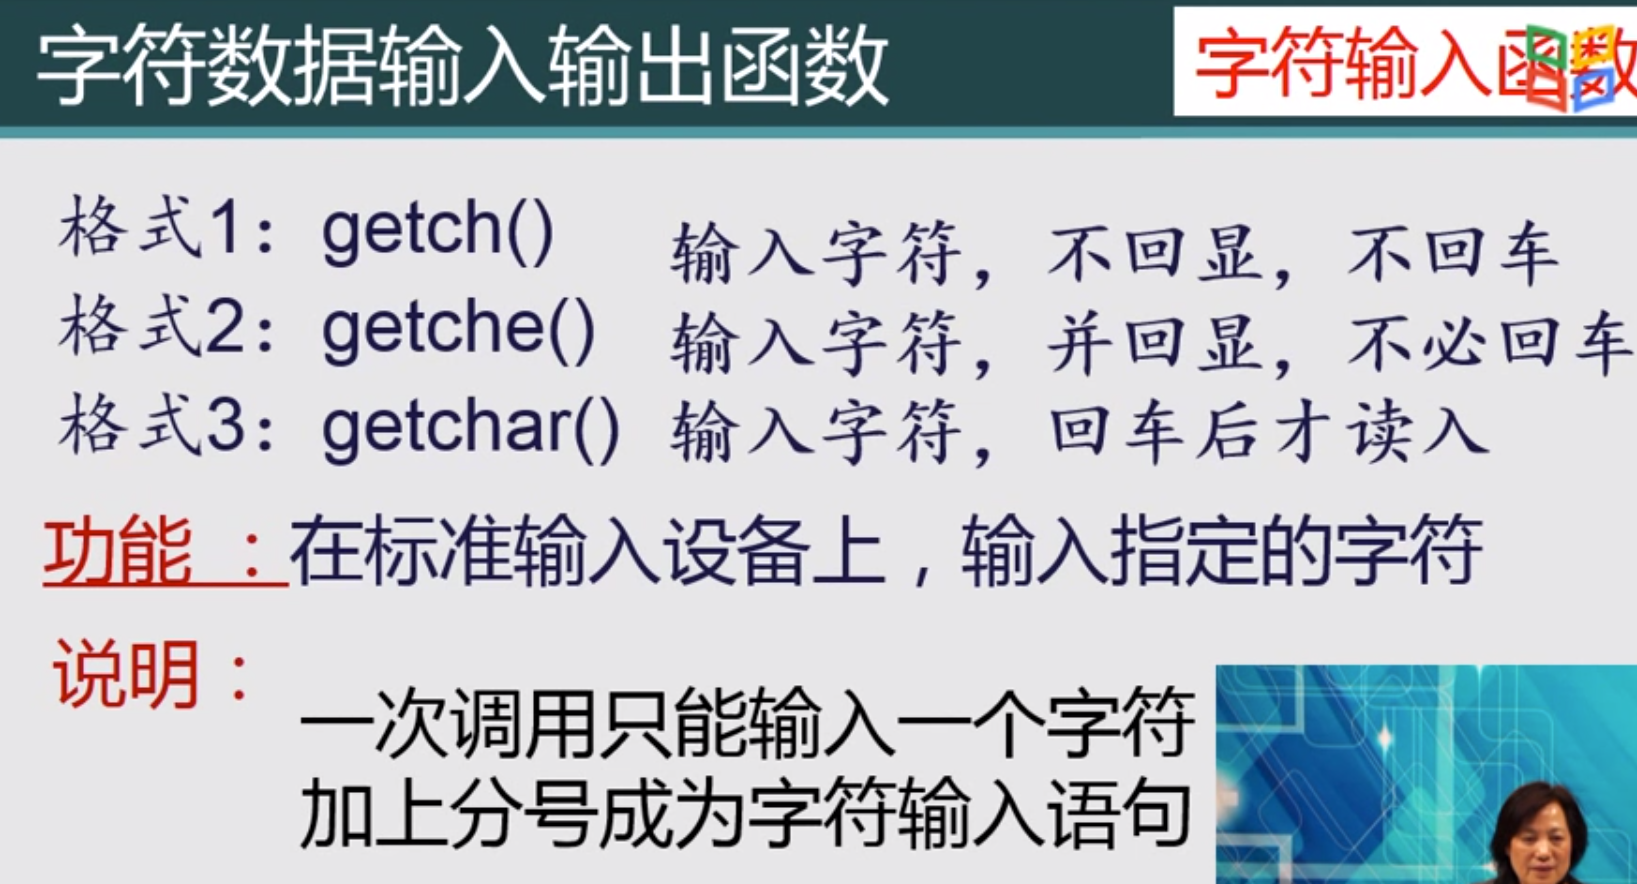 字符数据输入输出函数
字符输入函数
格式1：getch() 输入字符，不回显，不回车
格式2：getche() 输入字符，并回显，不必回车
格式3：getchar() 输入字符，回车后才读入
功能 ：在标准输入设备上，输入指定的字符
说明：
一次调用只能输入一个字符
加上分号成为字符输入语句